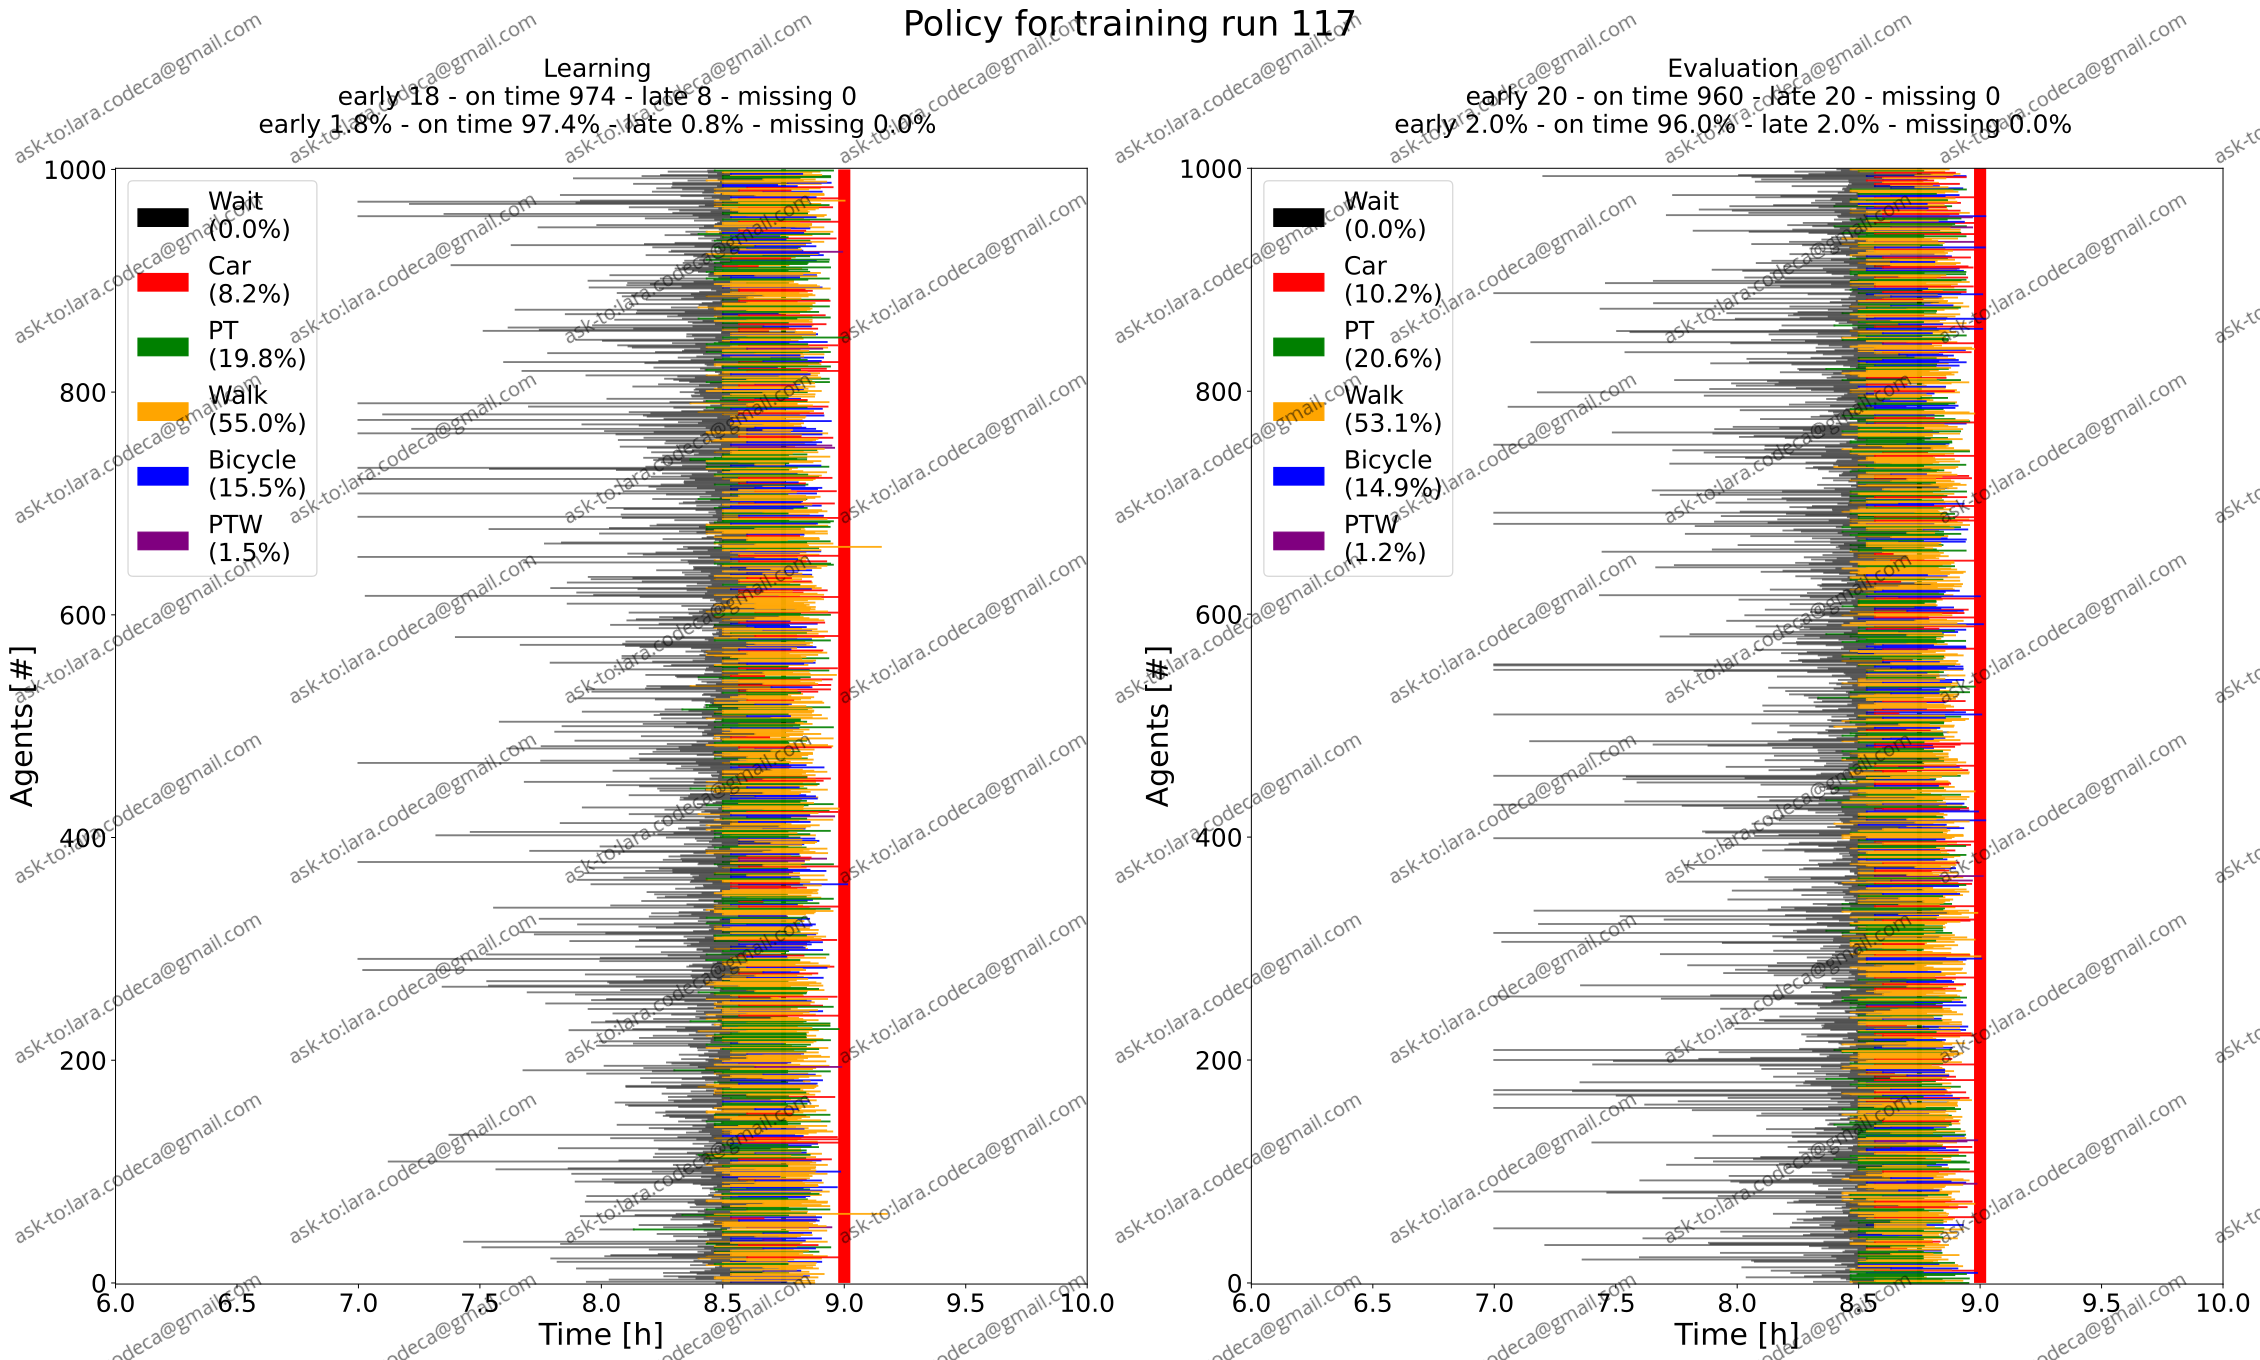 Policy for training run 117
Learning
early 18 - on time 974 - late 8 - missing 0
early 1.8% - on time 97.4% - late 0.8% - missing 0.0%
1000
800
600
400
200
0
Agents [#]
Wait
(0.0%)
Car
(8.2%)
PT
(19.8%)
Walk
(55.0%)
Bicycle
(15.5%)
PTW
(1.5%)
6.0 6.5 7.0 7.5 8.0 8.5 9.0 9.5 10.0
Time [h]
Evaluation
early 20 - on time 960 - late 20 - missing 0
early 2.0% - on time 96.0% - late 2.0% - missing 0.0%
1000
800
600
400
200
0
Agents [#]
Wait
(0.0%)
Car
(10.2%)
PT
(20.6%)
Walk
(53.1%)
Bicycle
(14.9%)
PTW
(1.2%)
6.0 6.5 7.0 7.5 8.0 8.5 9.0 9.5 10.0
Time [h]
ask-to:lara.codeca@gmail.com